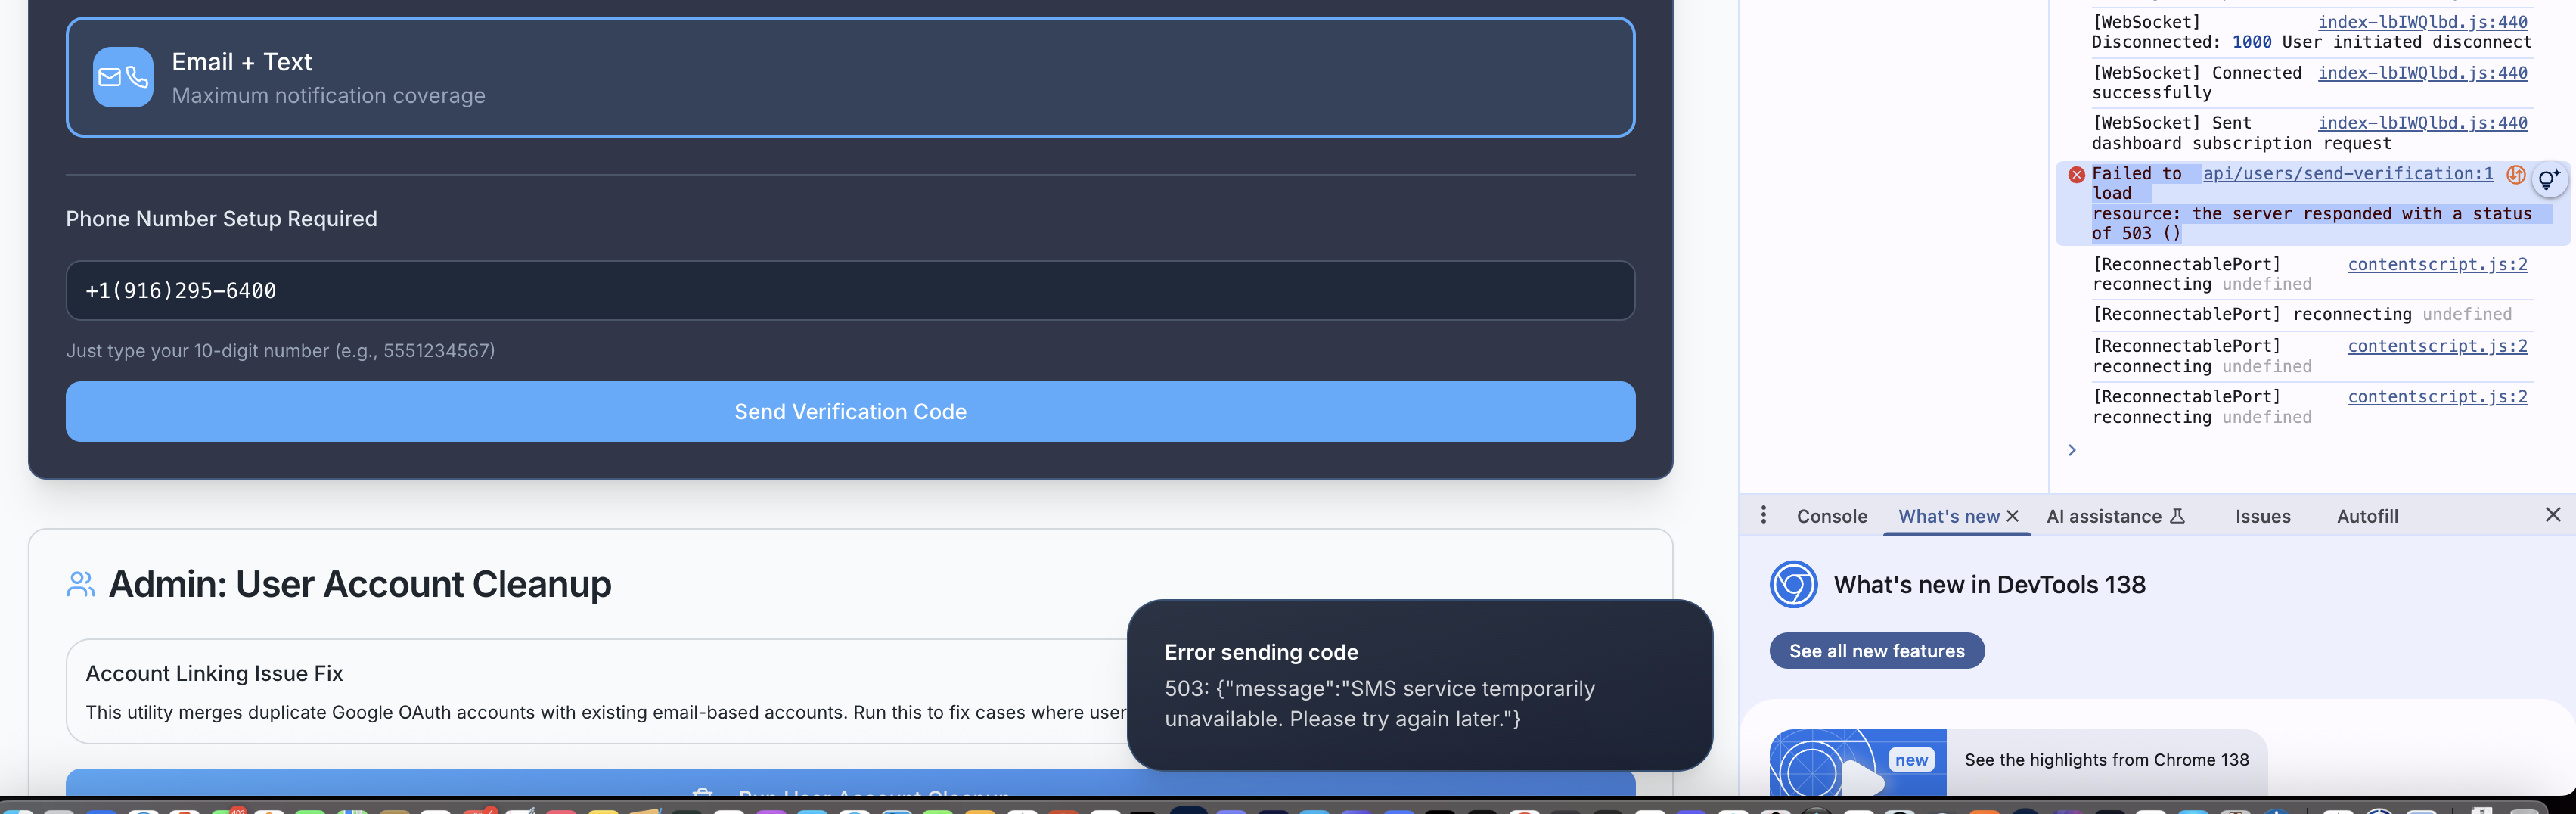 Email + Text
Maximum notification coverage
Phone Number Setup Required
+1(916)295-6400
Just type your 10-digit number (e.g., 5551234567)
Send Verification Code
Admin: User Account Cleanup
Account Linking Issue Fix
This utility merges duplicate Google OAuth accounts with existing email-based accounts. Run this to fix cases where user
Run User Account Cleanup
Error sending code
503: {"message":"SMS service temporarily
unavailable. Please try again later."}
[WebSocket] index-lbIWQlbd.js:440
Disconnected: 1000 User initiated disconnect
[WebSocket] Connected index-lbIWQlbd.js:440
successfully
[WebSocket] Sent index-lbIWQlbd.js:440
dashboard subscription request
Failed to api/users/send-verification:1
load
resource: the server responded with a status
of 503 ()
[ReconnectablePort] contentscript.js:2
reconnecting undefined
[ReconnectablePort] reconnecting undefined
[ReconnectablePort] contentscript.js:2
reconnecting undefined
[ReconnectablePort] contentscript.js:2
reconnecting undefined
Console What's new AI assistance Issues Autofill
What's new in DevTools 138
See all new features
new
See the highlights from Chrome 138